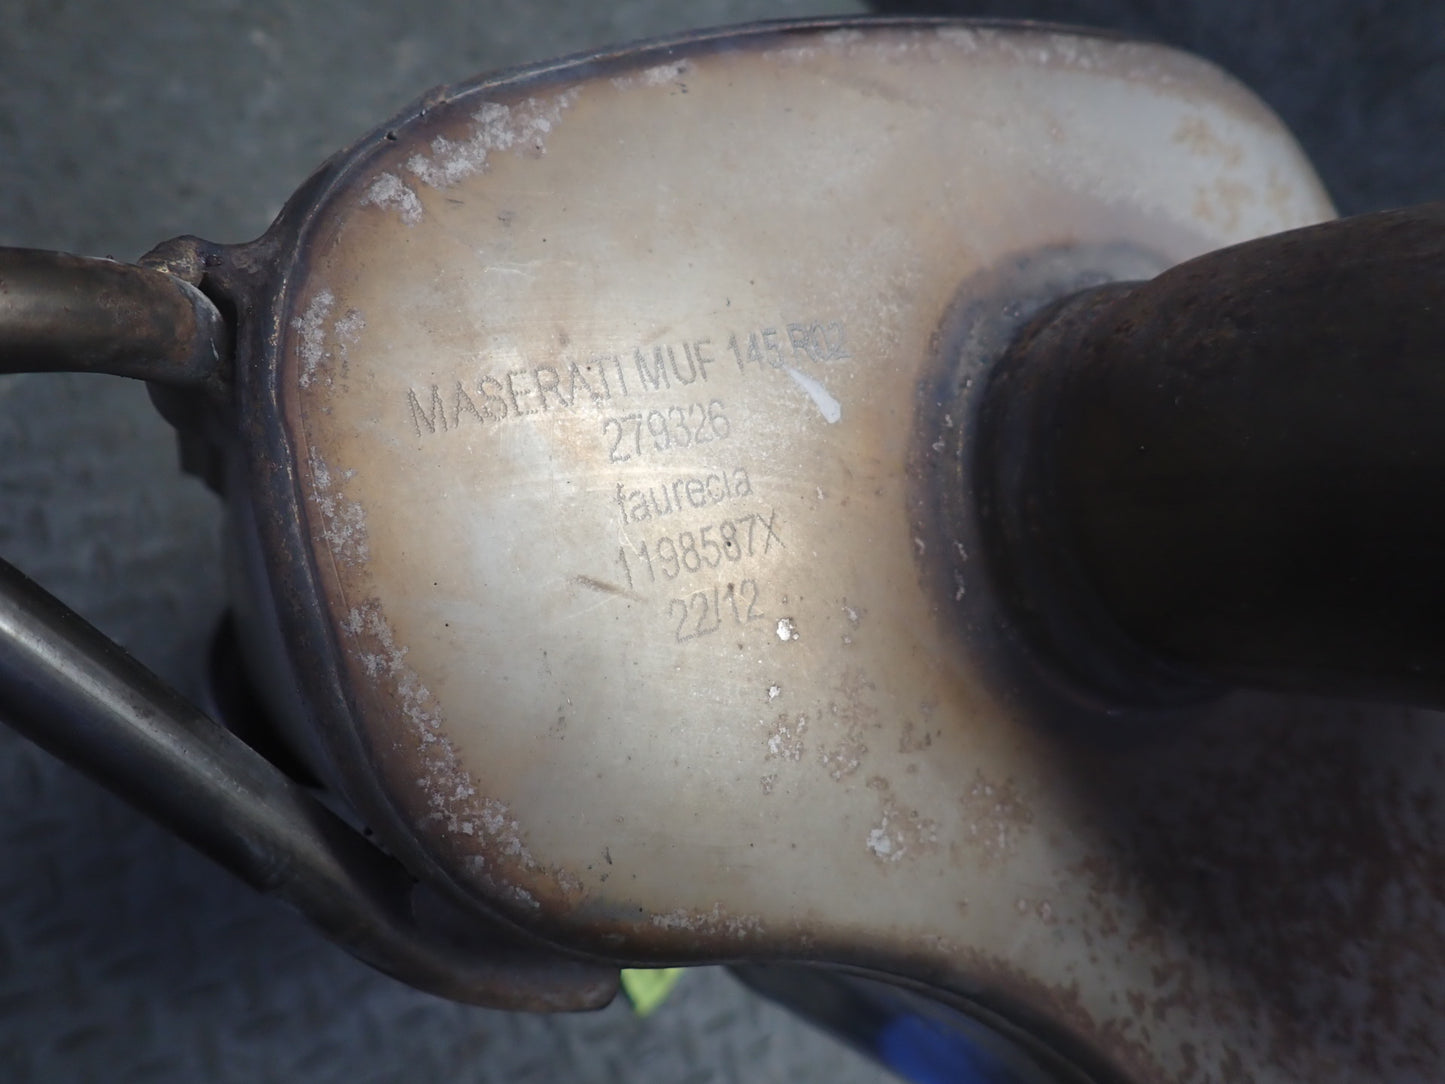 MASERATI MUF 145 R02
279326
faurecia
1198587X
22/12